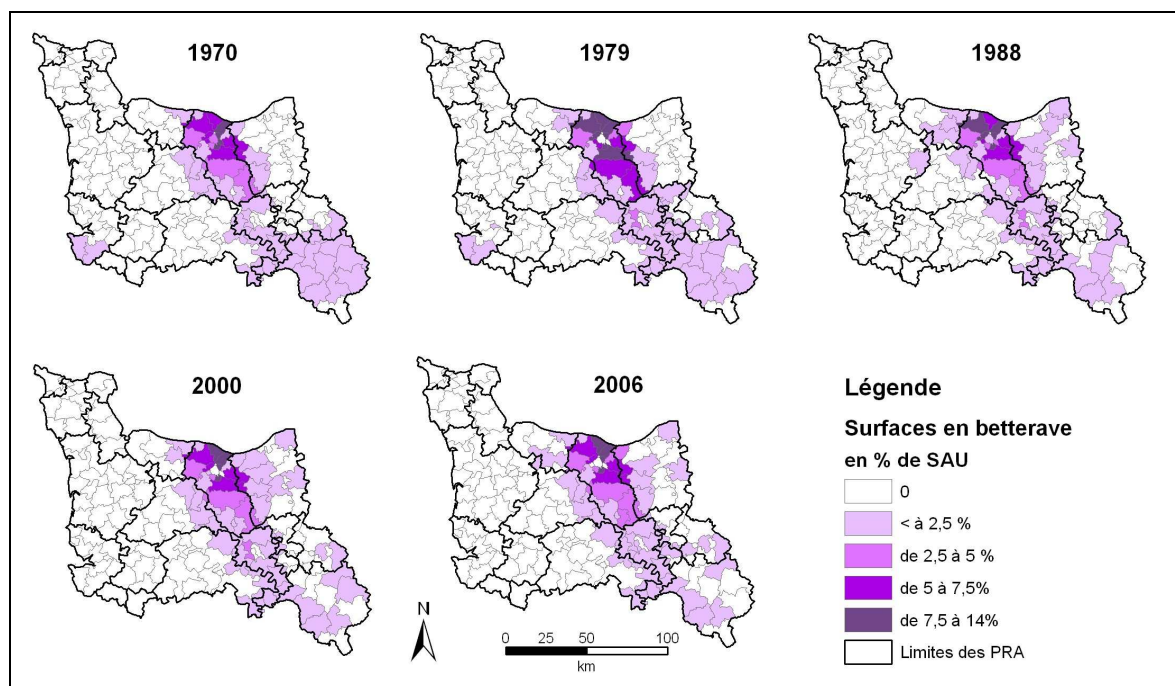 1970
1979
1988
2000
2006
Légende
Surfaces en betterave
en % de SAU
0
< à 2,5 %
de 2,5 à 5 %
de 5 à 7,5%
de 7,5 à 14%
Limites des PRA
N
0 25 50 100
km